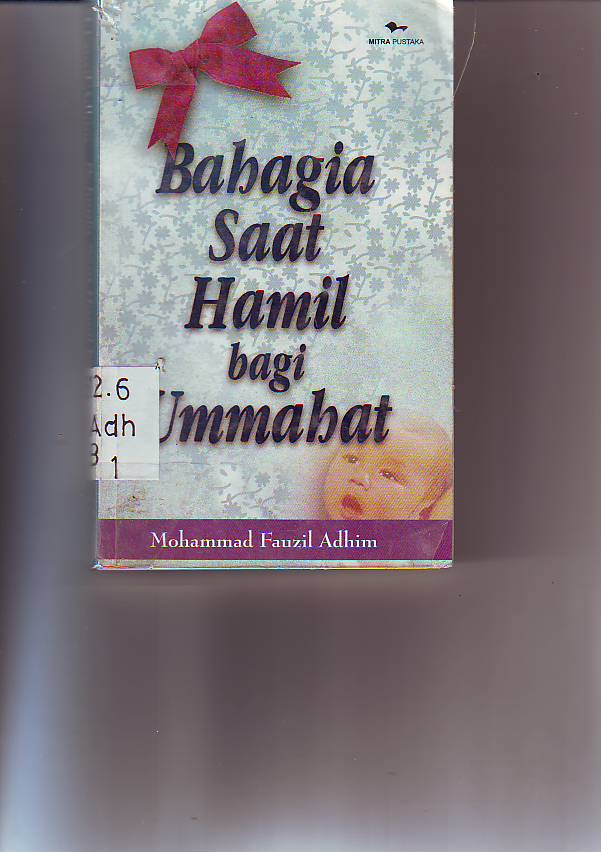 MITRA PUSTAKA
Bahagia
Saat
Hamil
bagi
Ummahat
2.6
Adh
1
Mohammad Fauzil Adhim